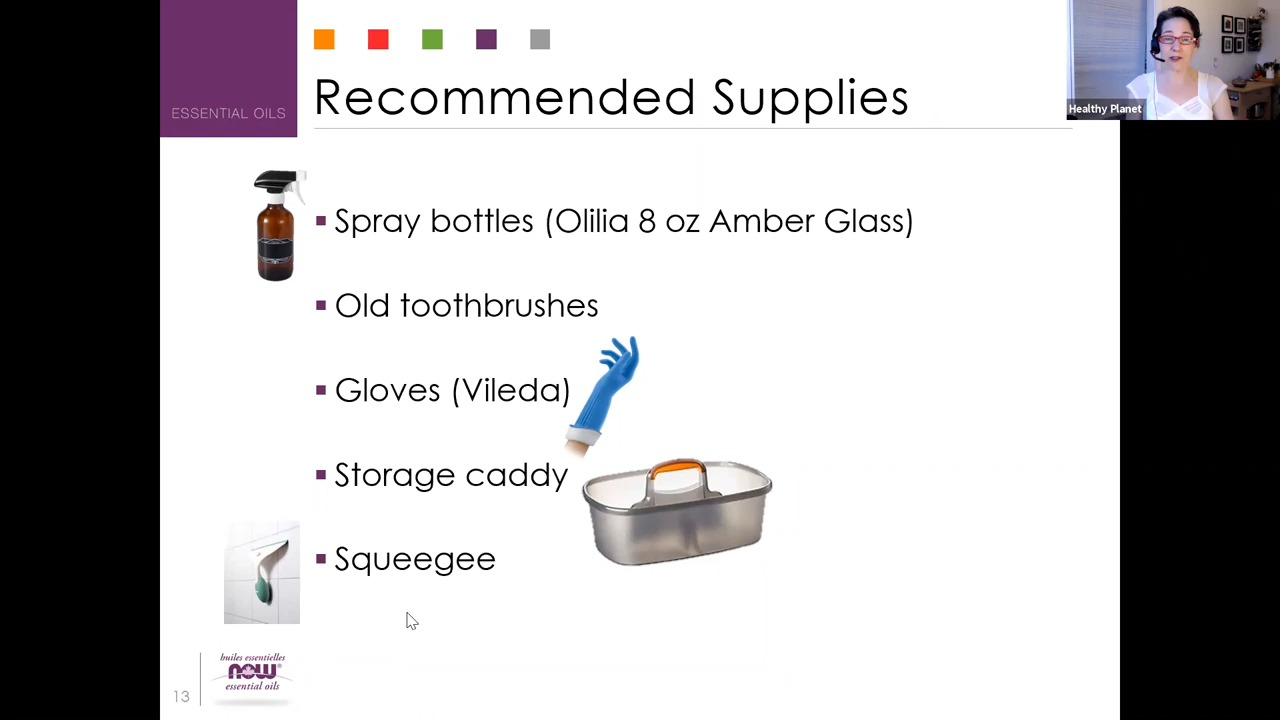 ESSENTIAL OILS
Recommended Supplies
Healthy Planet
Spray bottles (Olilia 8 oz Amber Glass)
Old toothbrushes
Gloves (Vileda)
Storage caddy
Squeegee
huiles essentielles
now®
essential oils
13